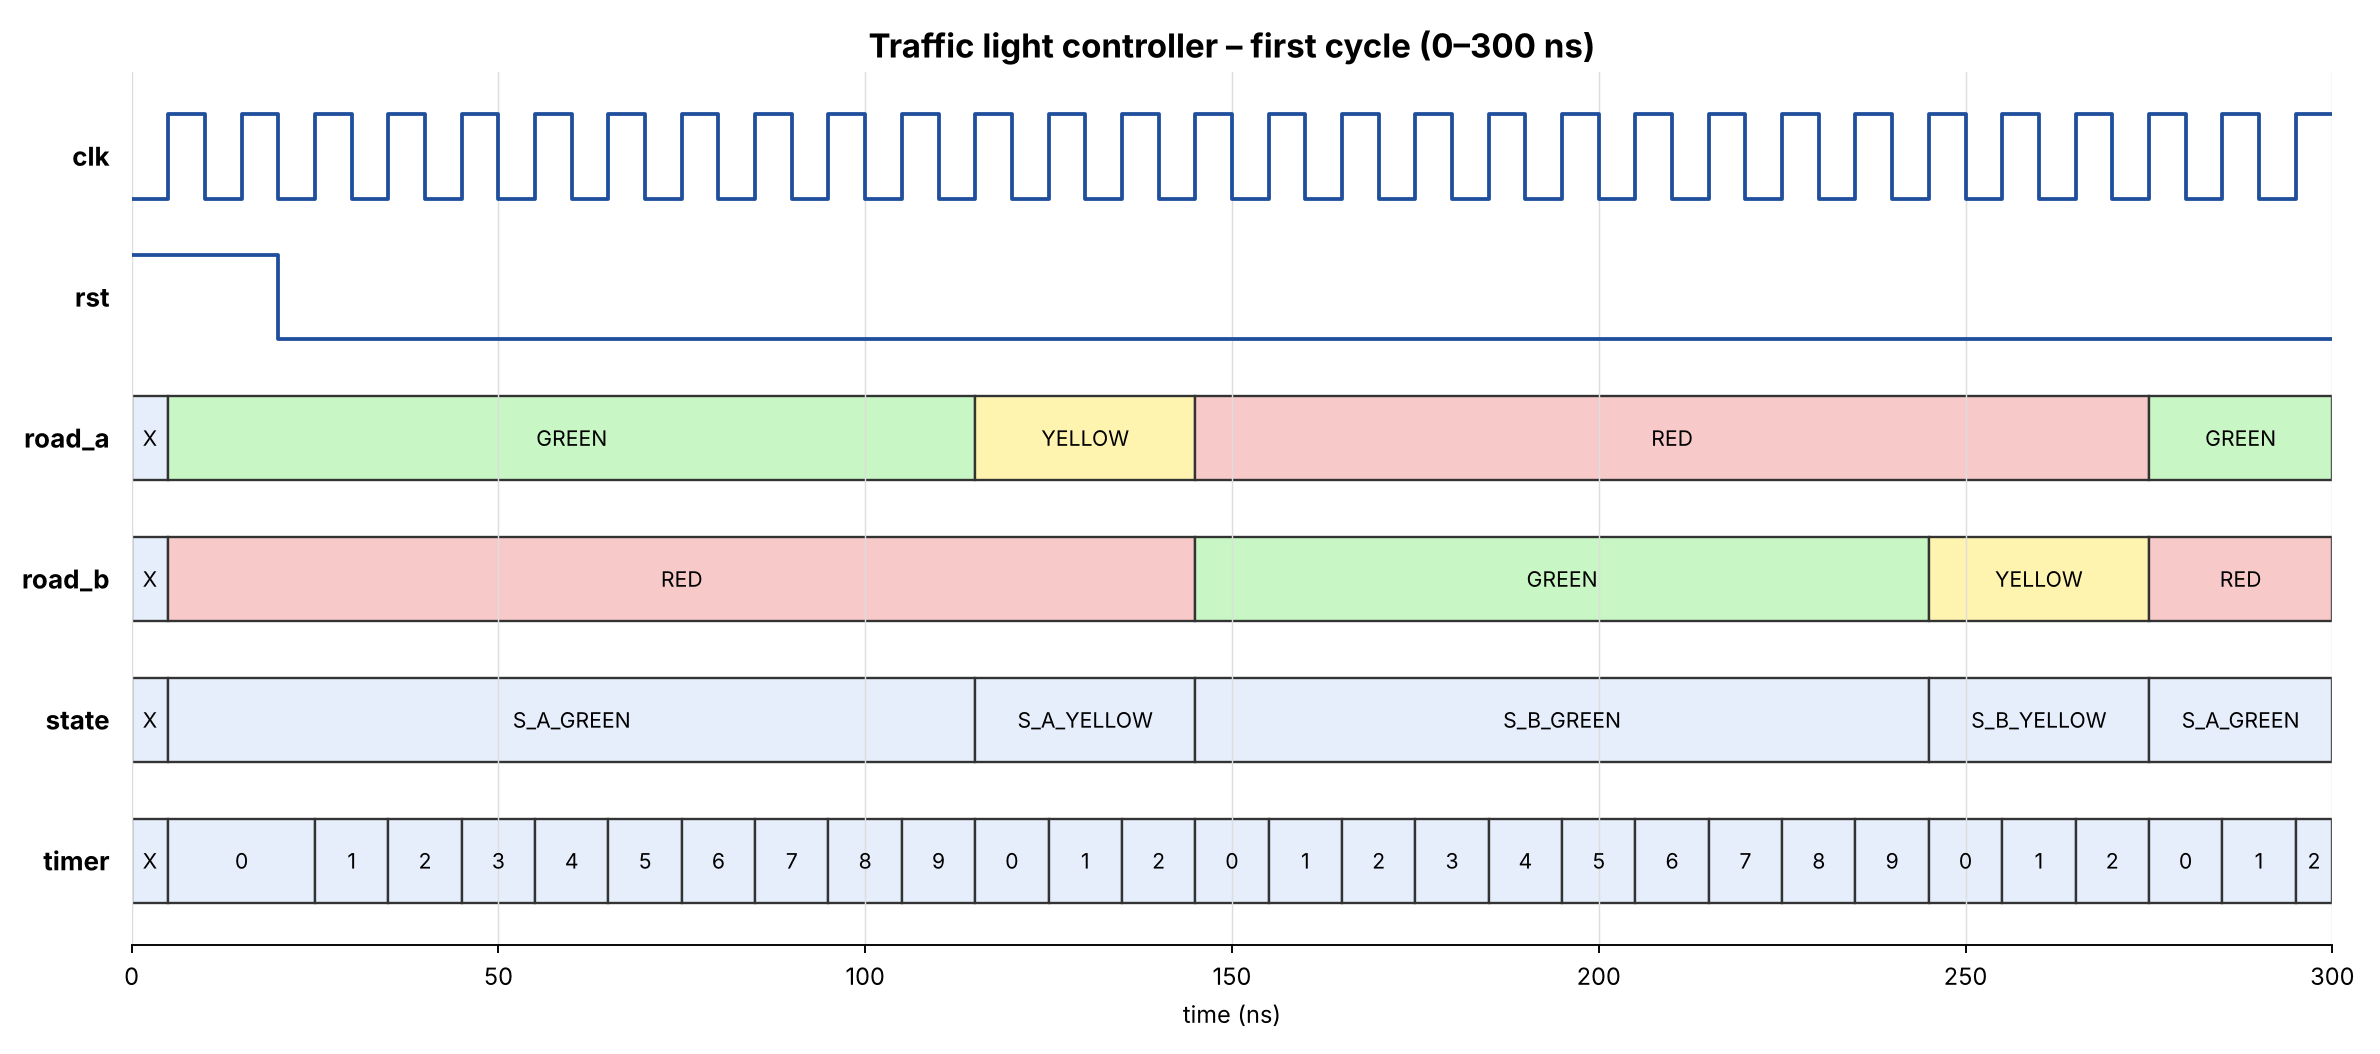 Traffic light controller – first cycle (0–300 ns)
clk
rst
road_a X GREEN YELLOW RED GREEN
road_b X RED GREEN YELLOW RED
state X S_A_GREEN S_A_YELLOW S_B_GREEN S_B_YELLOW S_A_GREEN
timer X 0 1 2 3 4 5 6 7 8 9 0 1 2 0 1 2 3 4 5 6 7 8 9 0 1 2 0 1 2
0 50 100 150 200 250 300
time (ns)